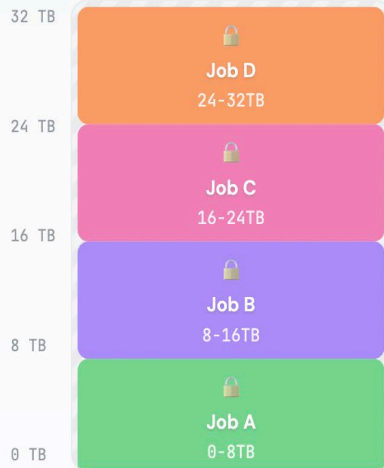 32 TB
Job D
24-32TB
24 TB
Job C
16-24TB
16 TB
Job B
8-16TB
8 TB
Job A
0-8TB
0 TB